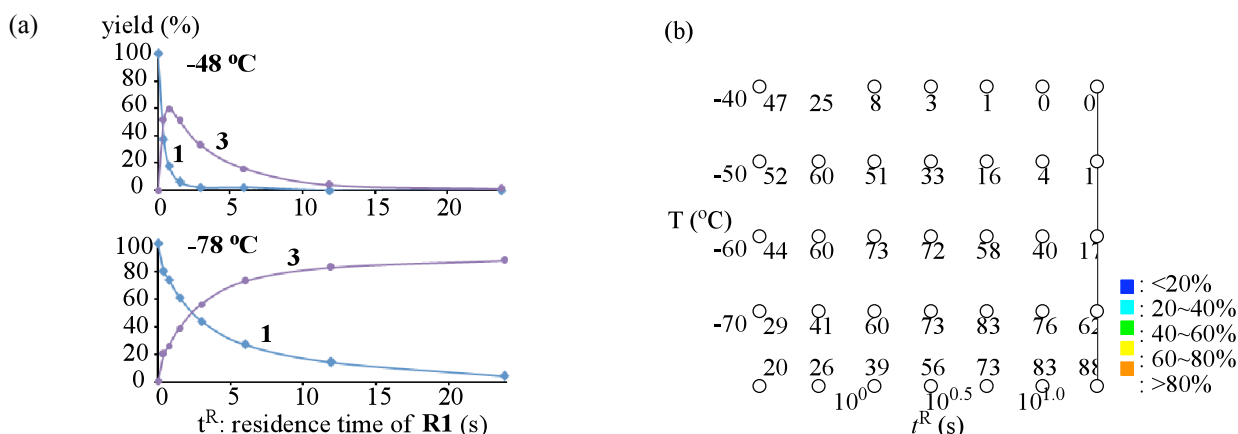 (a)
yield (%)
100
80
60
40
20
0
-48 °C
3
1
0 5 10 15 20
100
80
60
40
20
0
-78 °C
3
1
0 5 10 15 20
tᴿ: residence time of R1 (s)
(b)
T (°C)
-40 47 25 8 3 1 0 0
-50 52 60 51 33 16 4 1
-60 44 60 73 72 58 40 17
-70 29 41 60 73 83 76 62
20 26 39 56 73 83 88
10⁰ 10⁰·⁵ 10¹·⁰
tᴿ (s)
: <20%
: 20~40%
: 40~60%
: 60~80%
: >80%